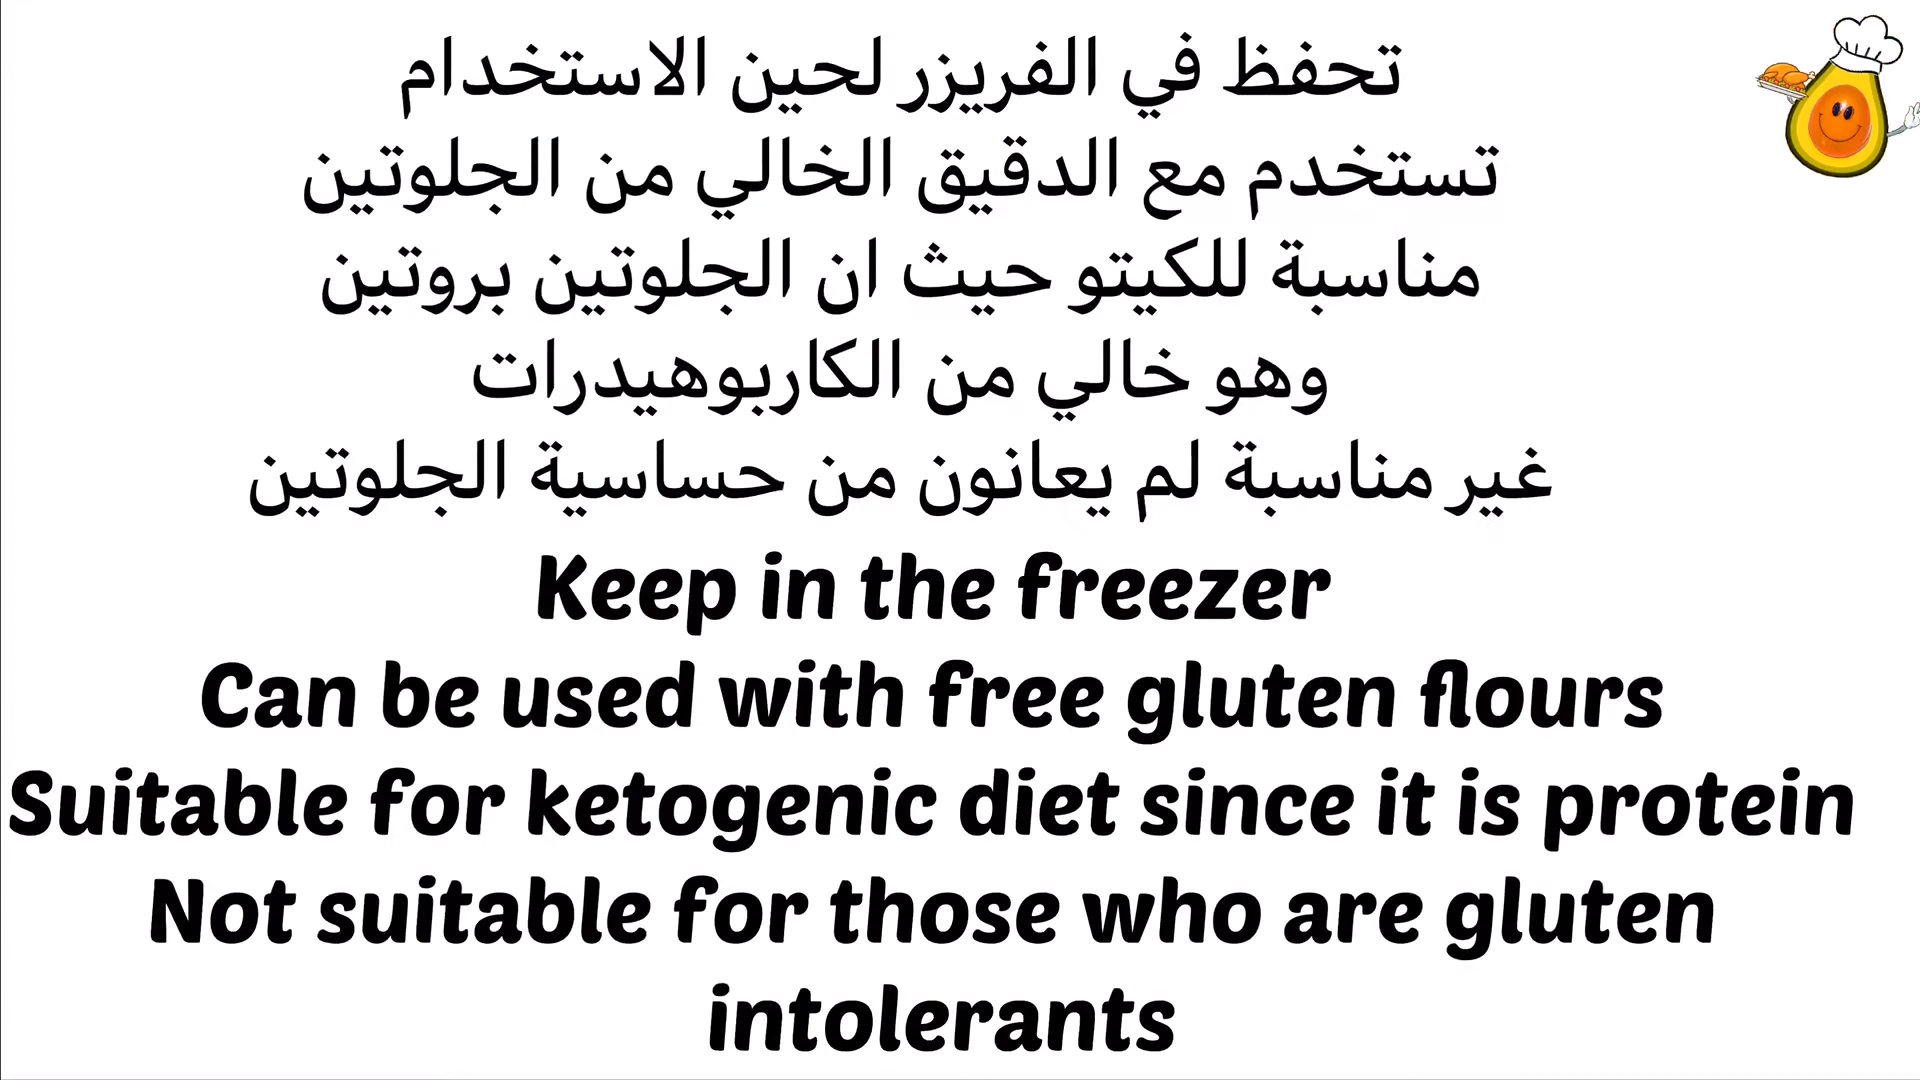 تحفظ في الفريزر لحين الاستخدام
تستخدم مع الدقيق الخالي من الجلوتين
مناسبة للكيتو حيث ان الجلوتين بروتين
وهو خالي من الكاربوهيدرات
غير مناسبة لم يعانون من حساسية الجلوتين
Keep in the freezer
Can be used with free gluten flours
Suitable for ketogenic diet since it is protein
Not suitable for those who are gluten
intolerants